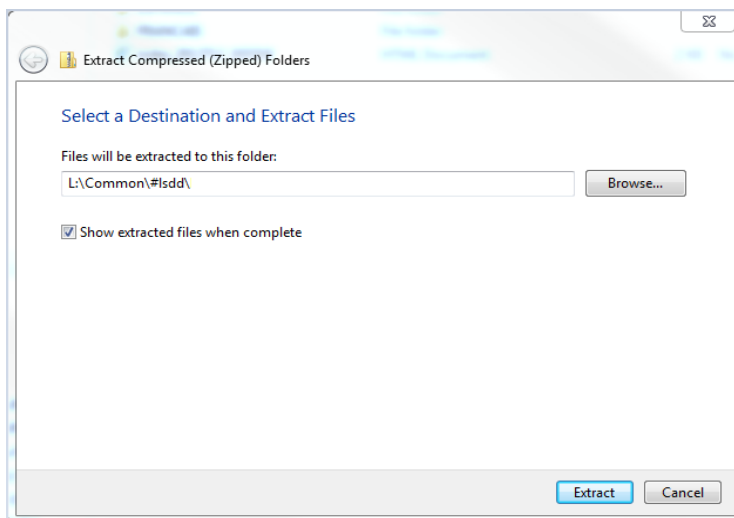 Extract Compressed (Zipped) Folders
Select a Destination and Extract Files
Files will be extracted to this folder:
L:\Common\#lsdd\
Browse...
Show extracted files when complete
Extract
Cancel